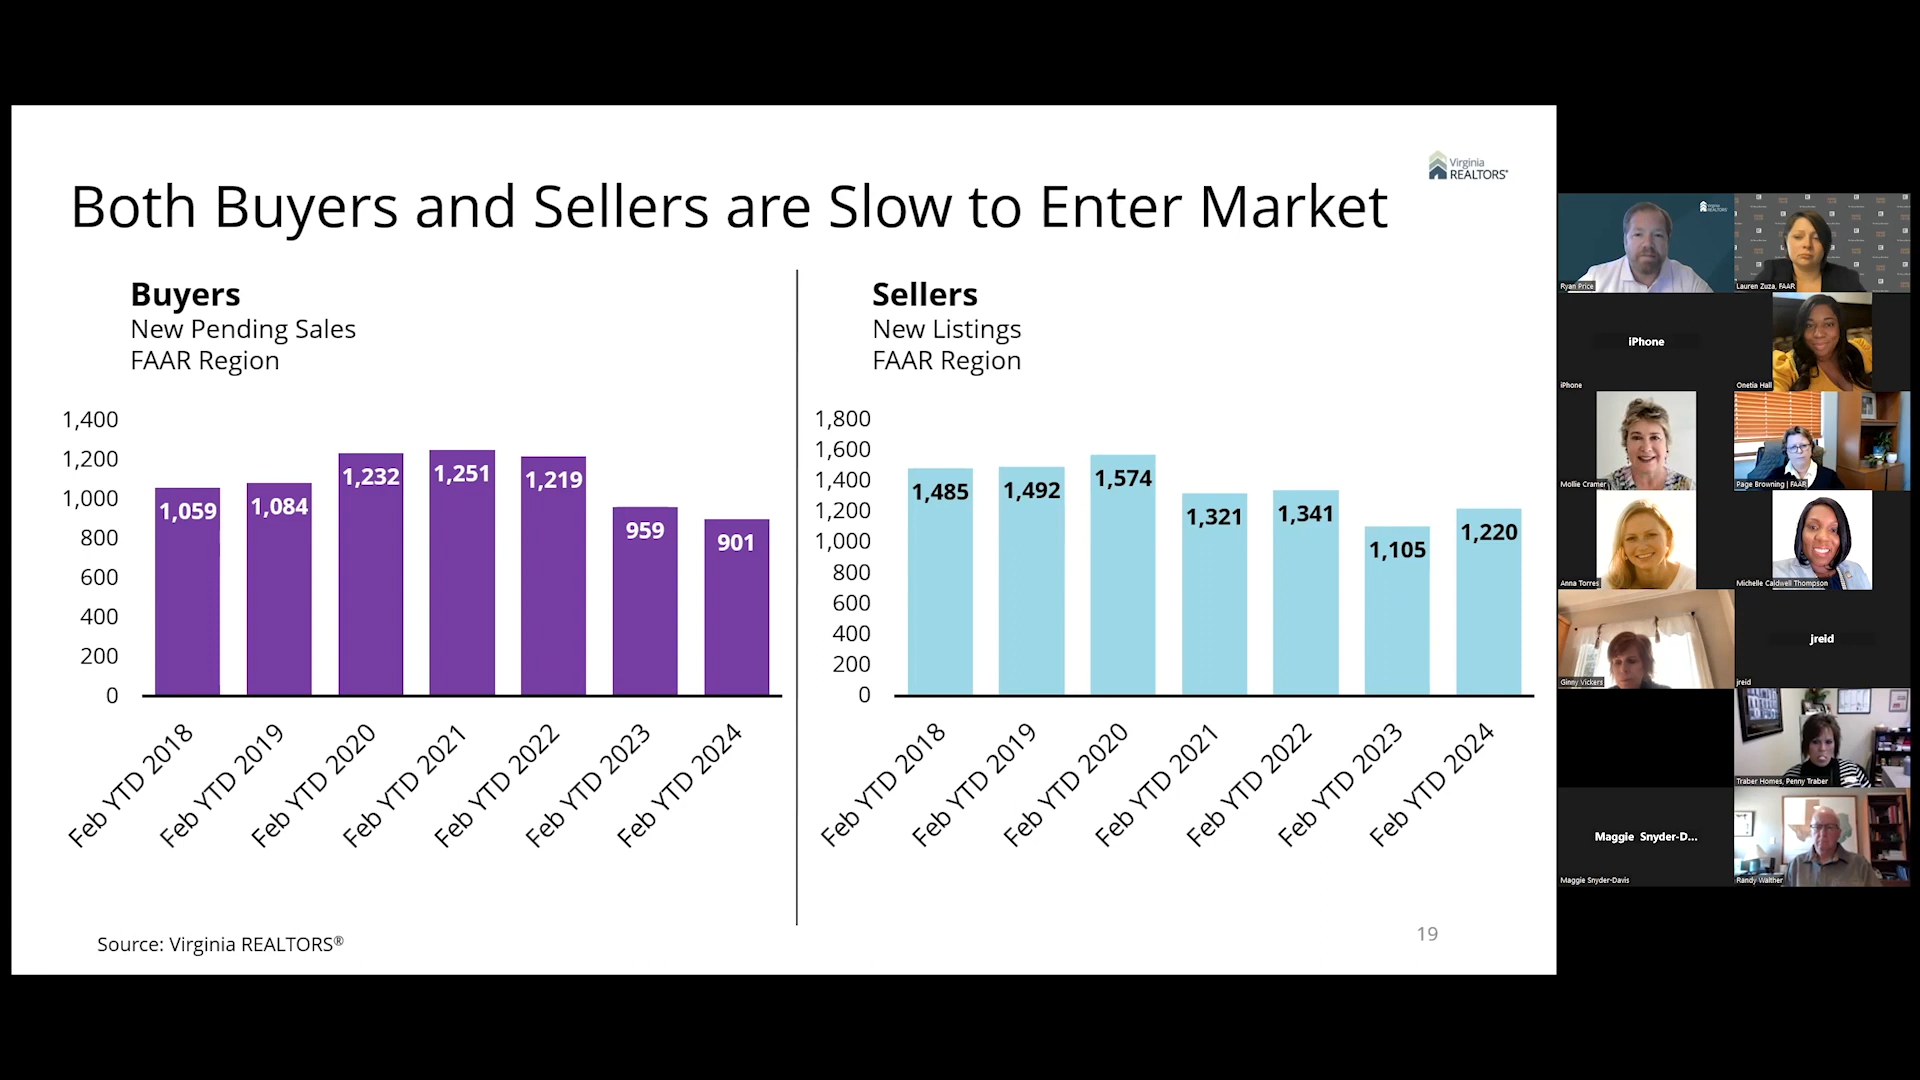 Virginia
REALTORS®
Both Buyers and Sellers are Slow to Enter Market
Buyers
New Pending Sales
FAAR Region
1,400
1,200
1,000
800
600
400
200
0
1,059
1,084
1,232
1,251
1,219
959
901
Feb YTD 2018
Feb YTD 2019
Feb YTD 2020
Feb YTD 2021
Feb YTD 2022
Feb YTD 2023
Feb YTD 2024
Sellers
New Listings
FAAR Region
1,800
1,600
1,400
1,200
1,000
800
600
400
200
0
1,485
1,492
1,574
1,321
1,341
1,105
1,220
Feb YTD 2018
Feb YTD 2019
Feb YTD 2020
Feb YTD 2021
Feb YTD 2022
Feb YTD 2023
Feb YTD 2024
Source: Virginia REALTORS®
19
Virginia
REALTORS
Ryan Price
Lauren Zuza, FAAR
iPhone
iPhone
Onetia Hall
Mollie Cramer
Page Browning | FAAR
Anna Torres
Michelle Caldwell Thompson
Ginny Vickers
jreid
jreid
Traber Homes, Penny Traber
Maggie Snyder-D...
Maggie Snyder-Davis
Randy Walther